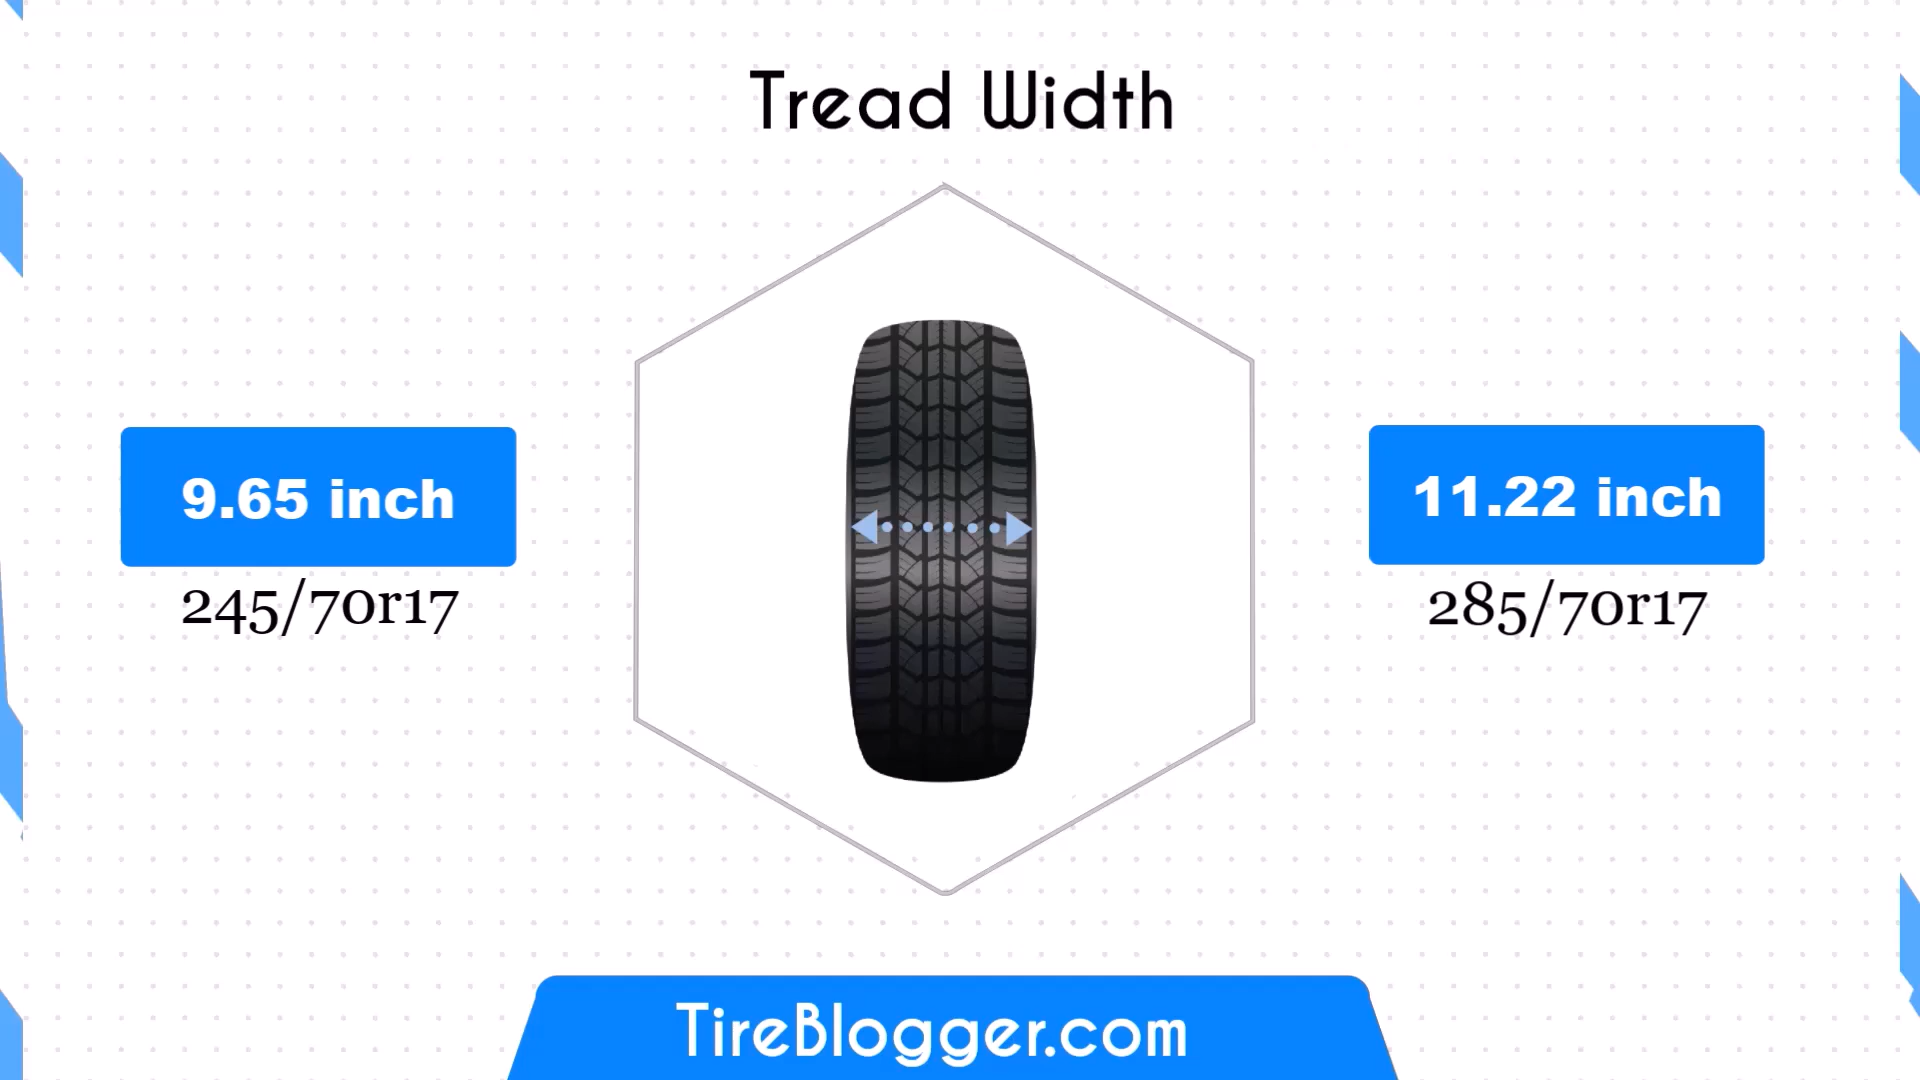 Tread Width
9.65 inch
245/70r17
11.22 inch
285/70r17
TireBlogger.com